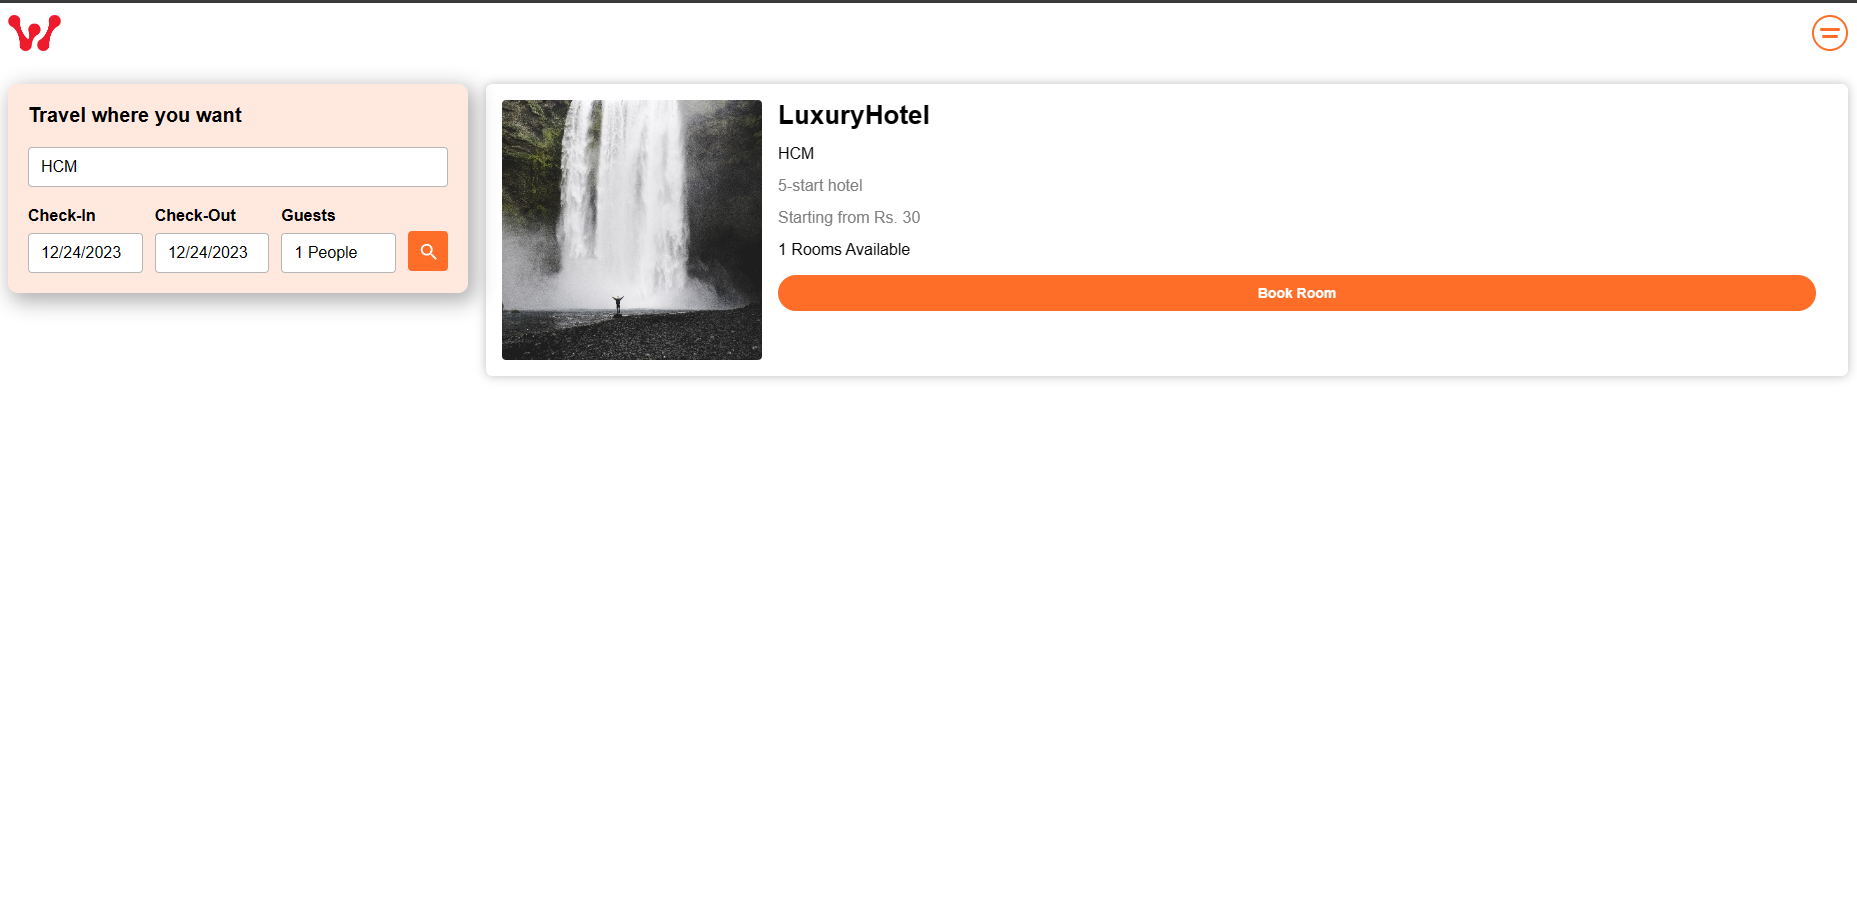 Travel where you want
HCM
Check-In
Check-Out
Guests
12/24/2023
12/24/2023
1 People
LuxuryHotel
HCM
5-start hotel
Starting from Rs. 30
1 Rooms Available
Book Room